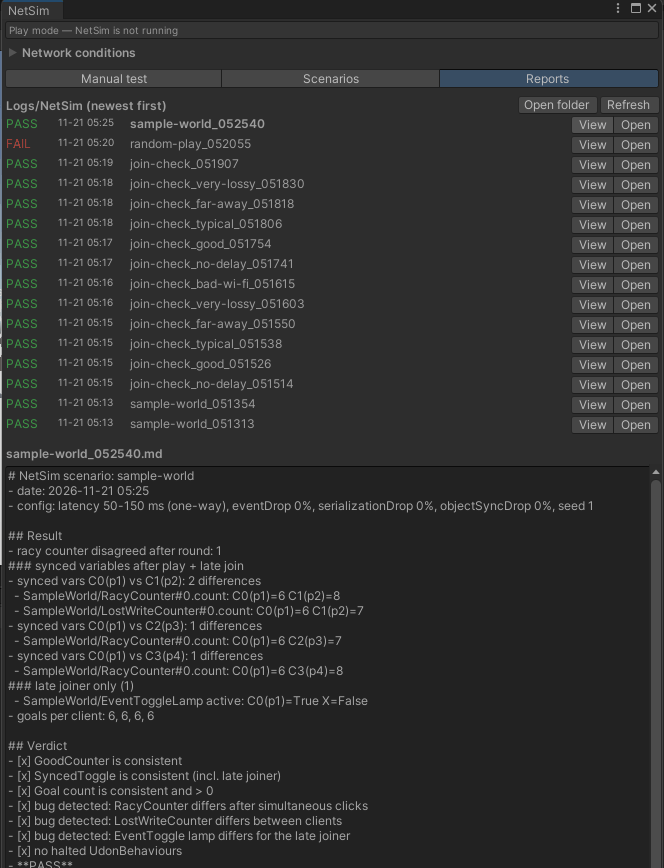 NetSim
Play mode — NetSim is not running
Network conditions
Manual test Scenarios Reports
Logs/NetSim (newest first) Open folder Refresh
PASS 11-21 05:25 sample-world_052540 View Open
FAIL 11-21 05:20 random-play_052055 View Open
PASS 11-21 05:19 join-check_051907 View Open
PASS 11-21 05:18 join-check_very-lossy_051830 View Open
PASS 11-21 05:18 join-check_far-away_051818 View Open
PASS 11-21 05:18 join-check_typical_051806 View Open
PASS 11-21 05:17 join-check_good_051754 View Open
PASS 11-21 05:17 join-check_no-delay_051741 View Open
PASS 11-21 05:16 join-check_bad-wi-fi_051615 View Open
PASS 11-21 05:16 join-check_very-lossy_051603 View Open
PASS 11-21 05:15 join-check_far-away_051550 View Open
PASS 11-21 05:15 join-check_typical_051538 View Open
PASS 11-21 05:15 join-check_good_051526 View Open
PASS 11-21 05:15 join-check_no-delay_051514 View Open
PASS 11-21 05:13 sample-world_051354 View Open
PASS 11-21 05:13 sample-world_051313 View Open
sample-world_052540.md
# NetSim scenario: sample-world
- date: 2026-11-21 05:25
- config: latency 50-150 ms (one-way), eventDrop 0%, serializationDrop 0%, objectSyncDrop 0%, seed 1
## Result
- racy counter disagreed after round: 1
### synced variables after play + late join
- synced vars C0(p1) vs C1(p2): 2 differences
- SampleWorld/RacyCounter#0.count: C0(p1)=6 C1(p2)=8
- SampleWorld/LostWriteCounter#0.count: C0(p1)=6 C1(p2)=7
- synced vars C0(p1) vs C2(p3): 1 differences
- SampleWorld/RacyCounter#0.count: C0(p1)=6 C2(p3)=7
- synced vars C0(p1) vs C3(p4): 1 differences
- SampleWorld/RacyCounter#0.count: C0(p1)=6 C3(p4)=8
### late joiner only (1)
- SampleWorld/EventToggleLamp active: C0(p1)=True X=False
- goals per client: 6, 6, 6, 6
## Verdict
- [x] GoodCounter is consistent
- [x] SyncedToggle is consistent (incl. late joiner)
- [x] Goal count is consistent and > 0
- [x] bug detected: RacyCounter differs after simultaneous clicks
- [x] bug detected: LostWriteCounter differs between clients
- [x] bug detected: EventToggle lamp differs for the late joiner
- [x] no halted UdonBehaviours
- **PASS**